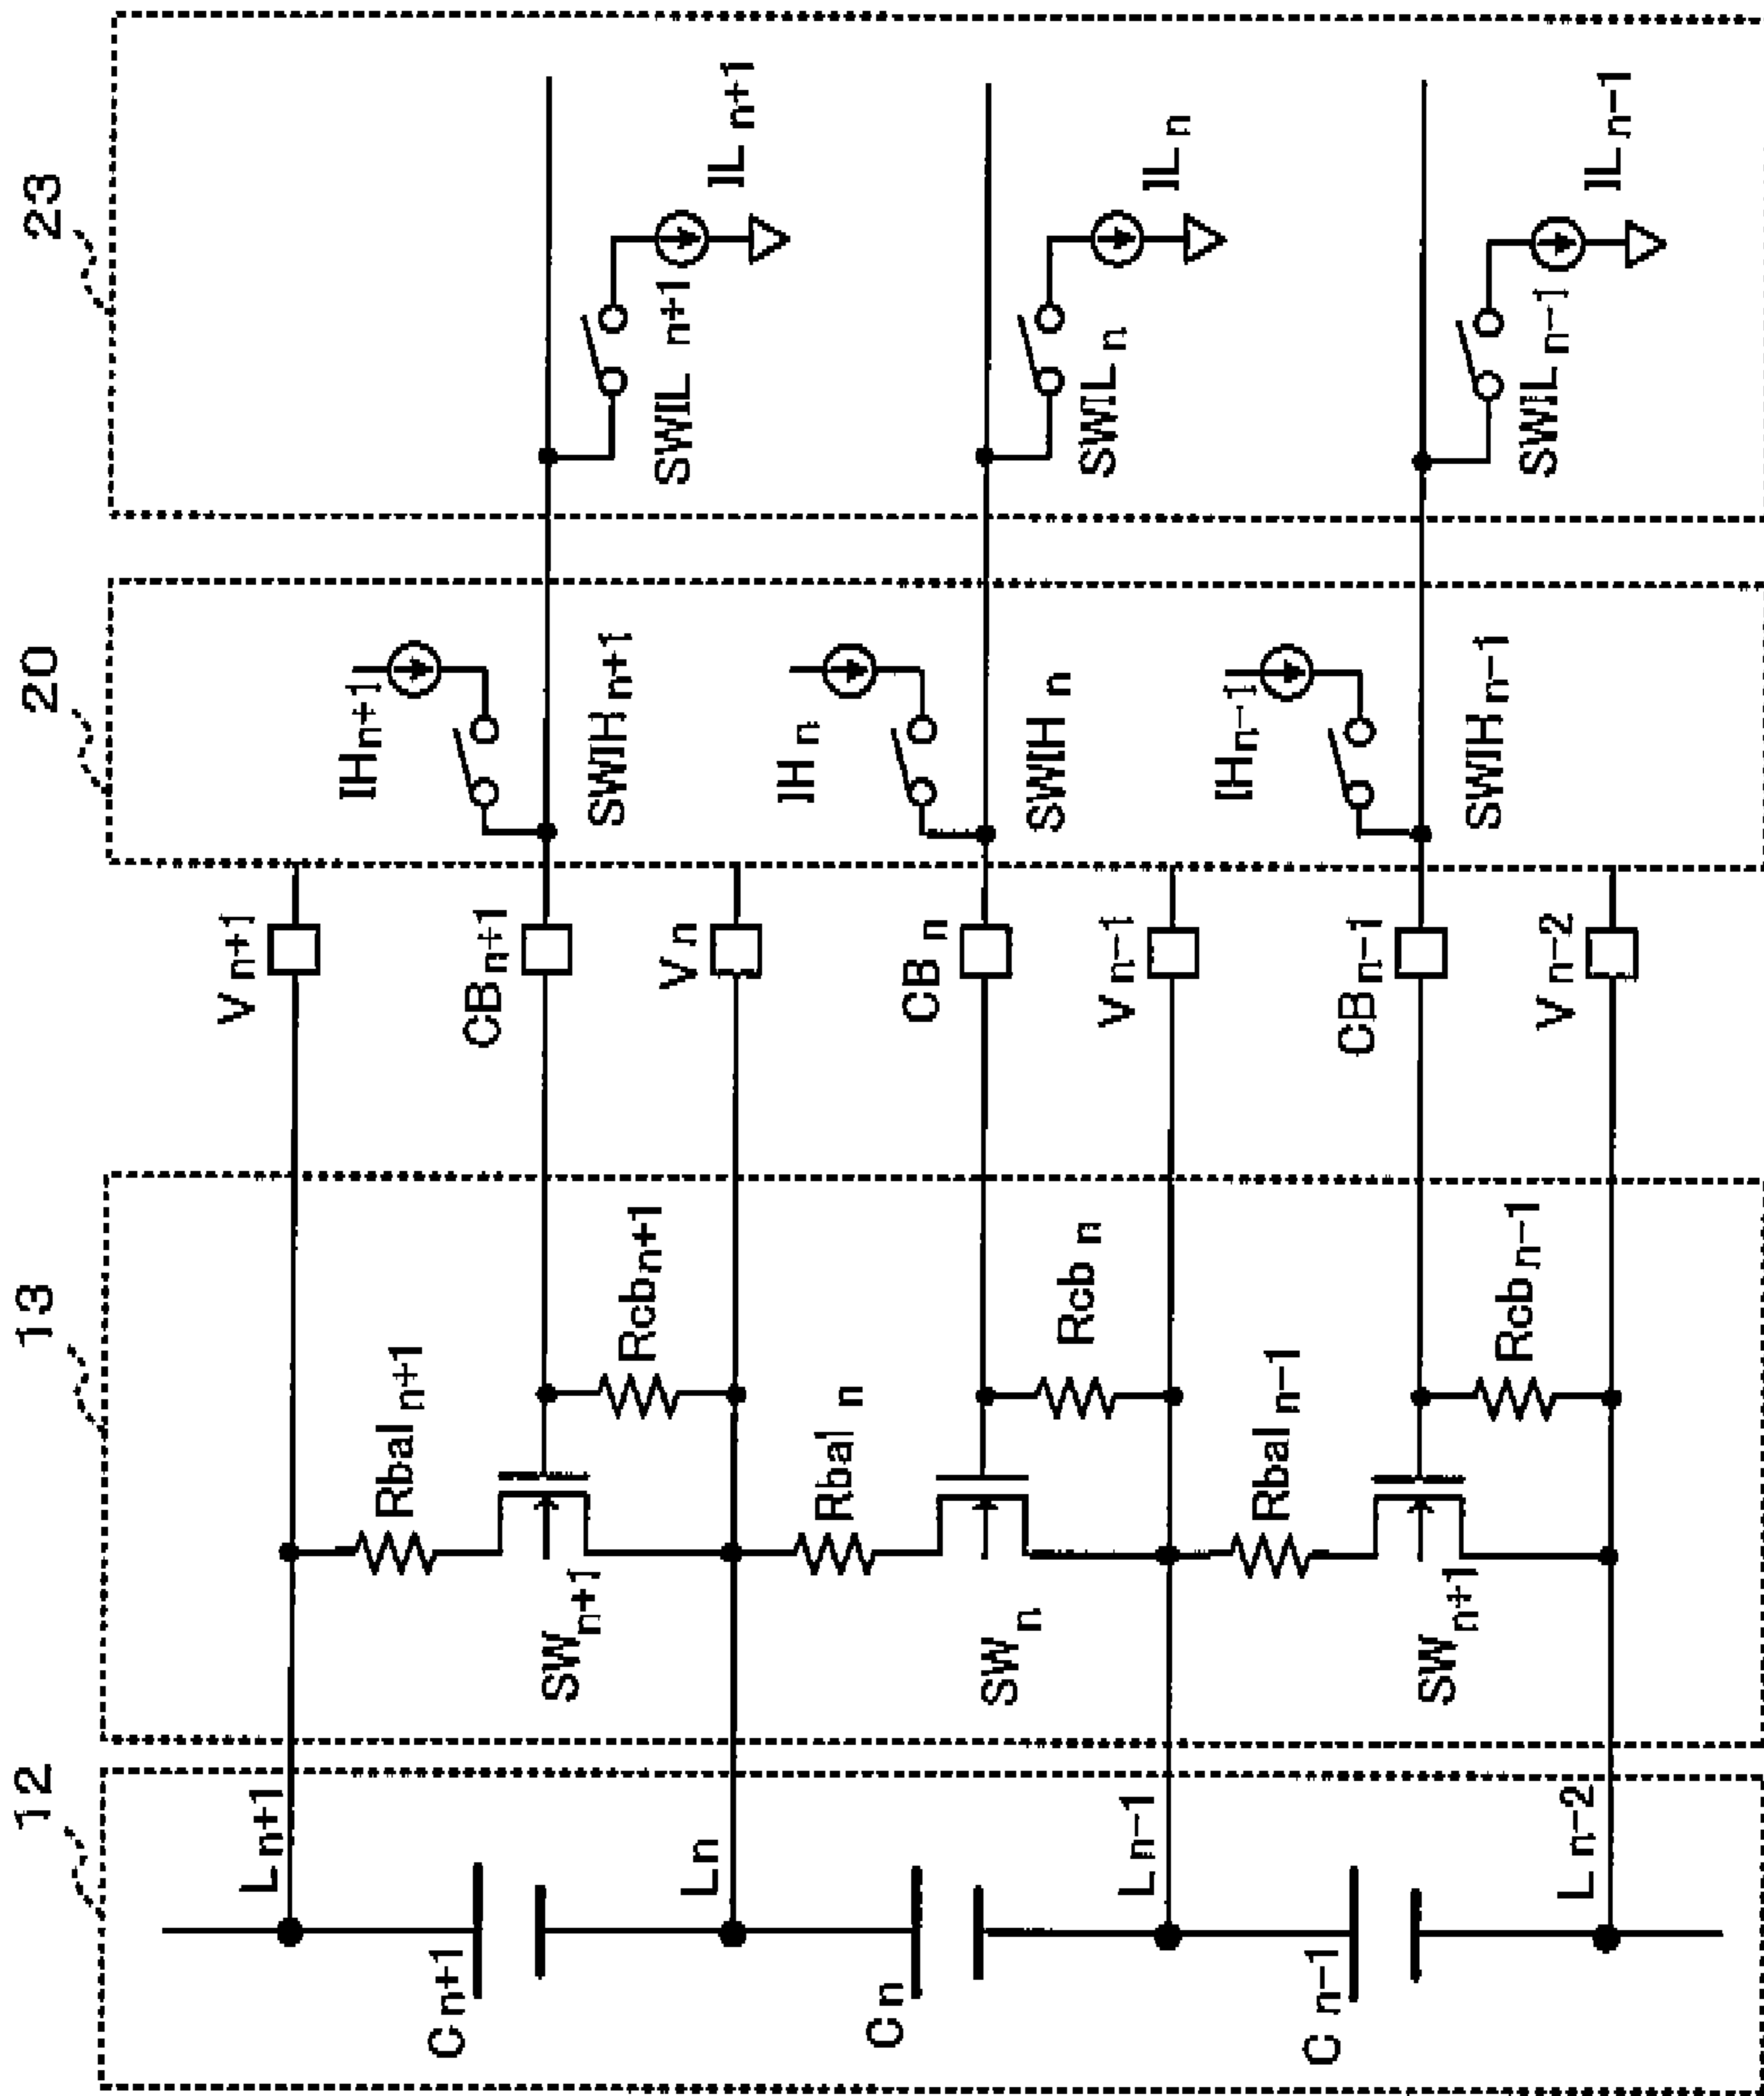 12
13
20
23
L n+1
C n+1
L n
C n
L n-1
C n-1
L n-2
Rbal n+1
SW n+1
Rcb n+1
Rbal n
SW n
Rcb n
Rbal n-1
SW n+1
Rcb n-1
V n+1
CB n+1
V n
CB n
V n-1
CB n-1
V n-2
IH n+1
SWIH n+1
IH n
SWIH n
IH n-1
SWIH n-1
SWIL n+1
IL n+1
SWIL n
IL n
SWIL n-1
IL n-1